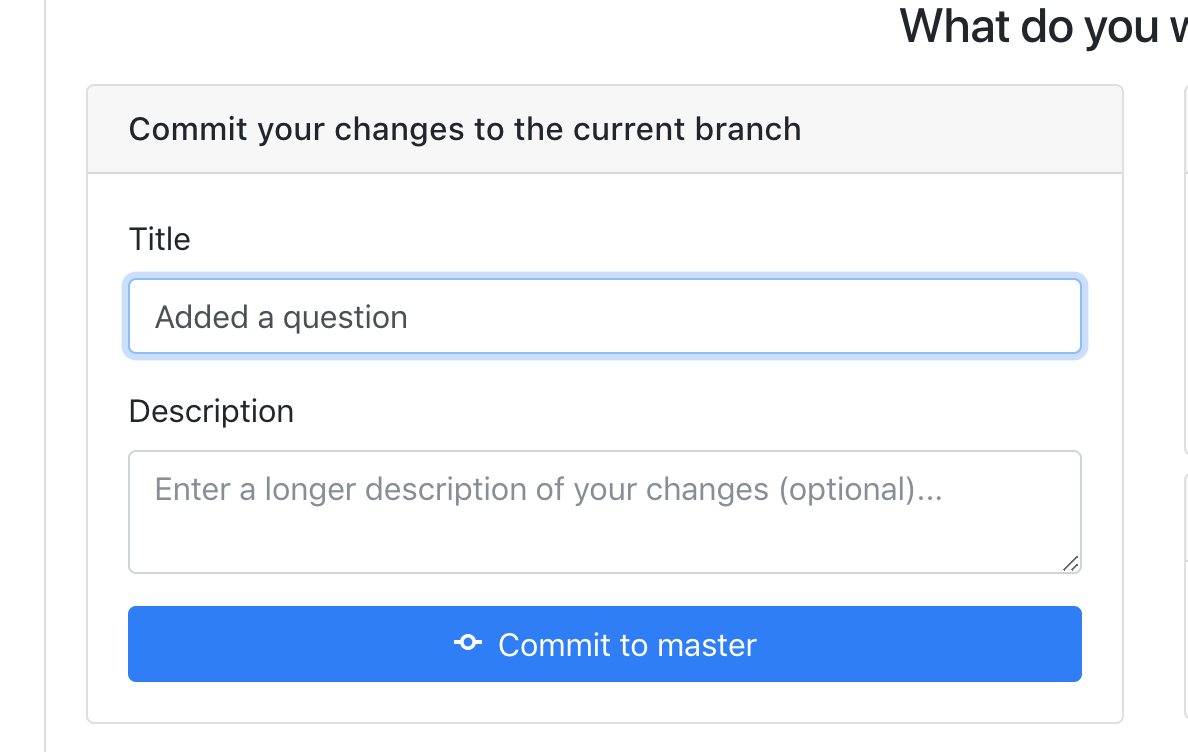 What do you
Commit your changes to the current branch
Title
Added a question
Description
Enter a longer description of your changes (optional)...
Commit to master